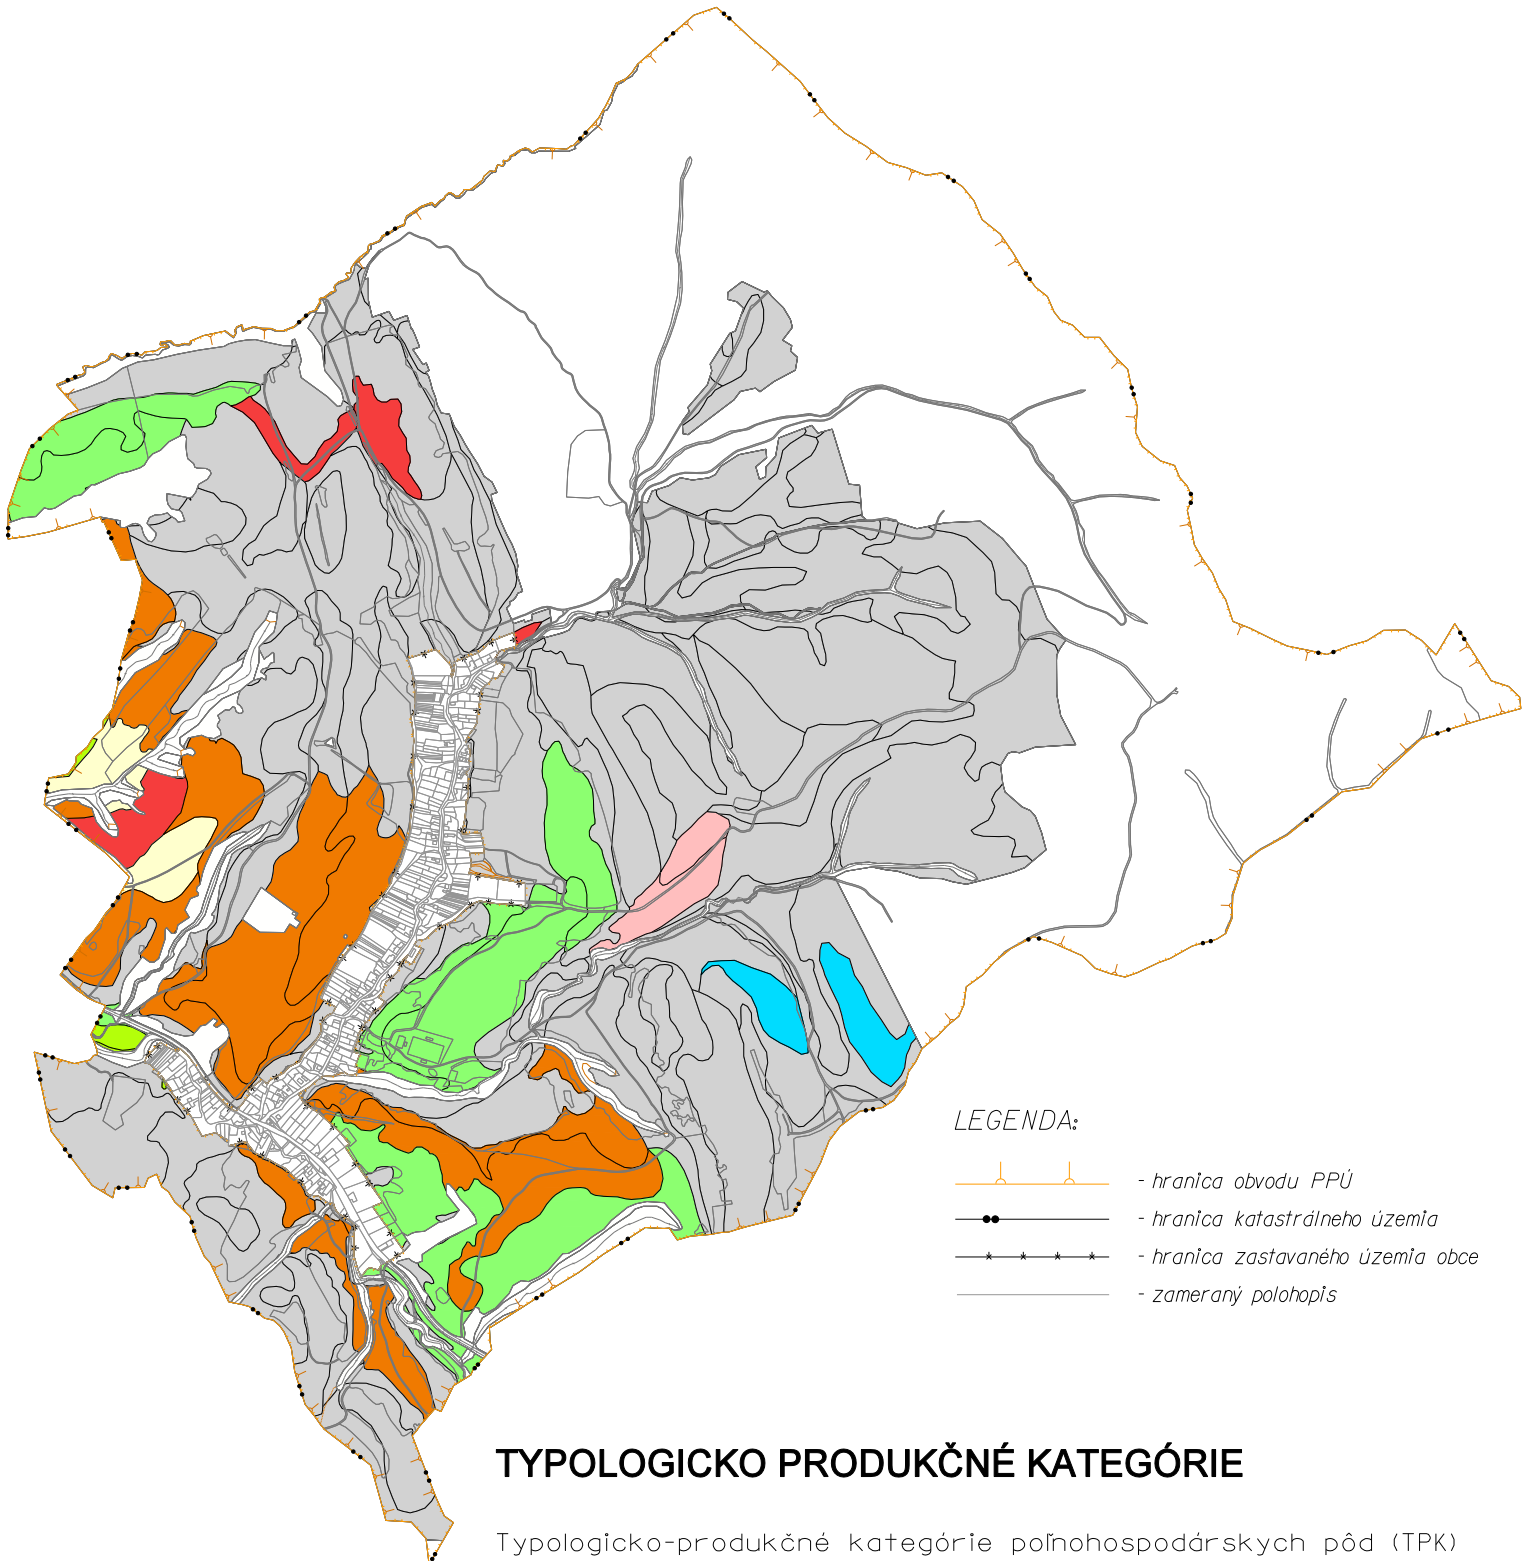 LEGENDA:
- hranica obvodu PPÚ
- hranica katastrálneho územia
- hranica zastavaného územia obce
- zameraný polohopis
TYPOLOGICKO PRODUKČNÉ KATEGÓRIE
Typologicko-produkčné kategórie poľnohospodárskych pôd (TPK)